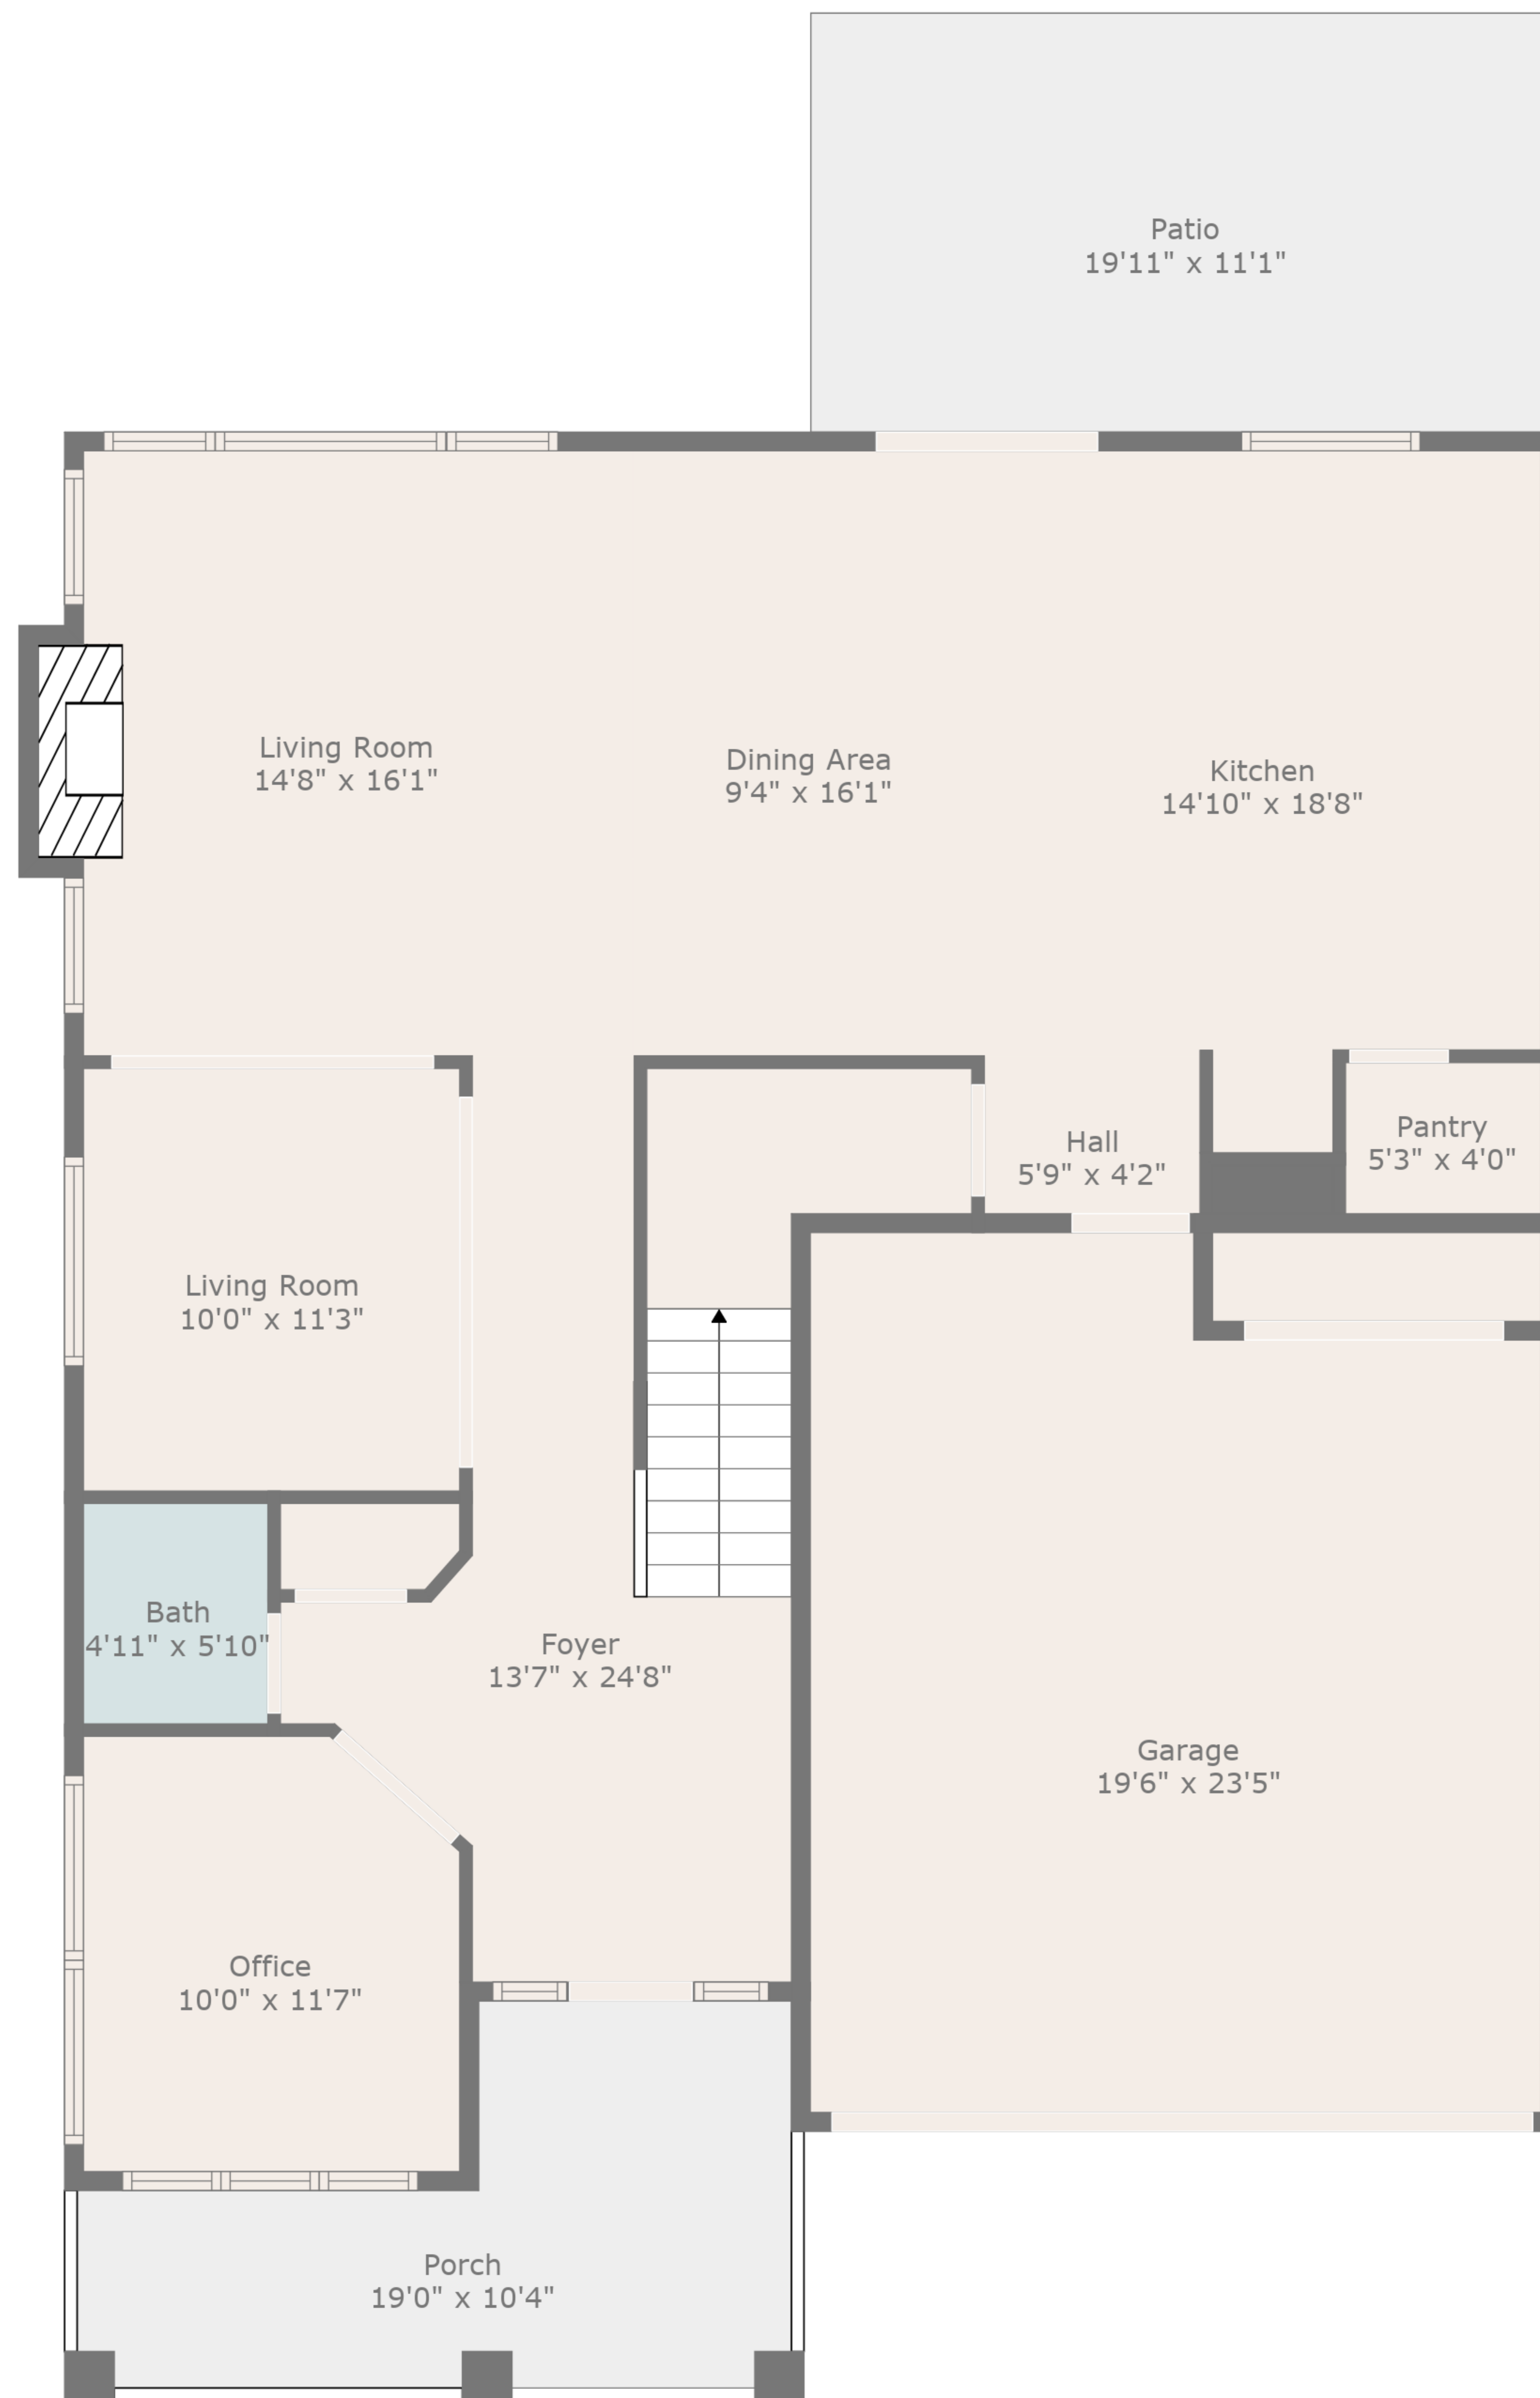 Patio
19'11" x 11'1"
Living Room
14'8" x 16'1"
Dining Area
9'4" x 16'1"
Kitchen
14'10" x 18'8"
Hall
5'9" x 4'2"
Pantry
5'3" x 4'0"
Living Room
10'0" x 11'3"
Bath
4'11" x 5'10"
Foyer
13'7" x 24'8"
Garage
19'6" x 23'5"
Office
10'0" x 11'7"
Porch
19'0" x 10'4"